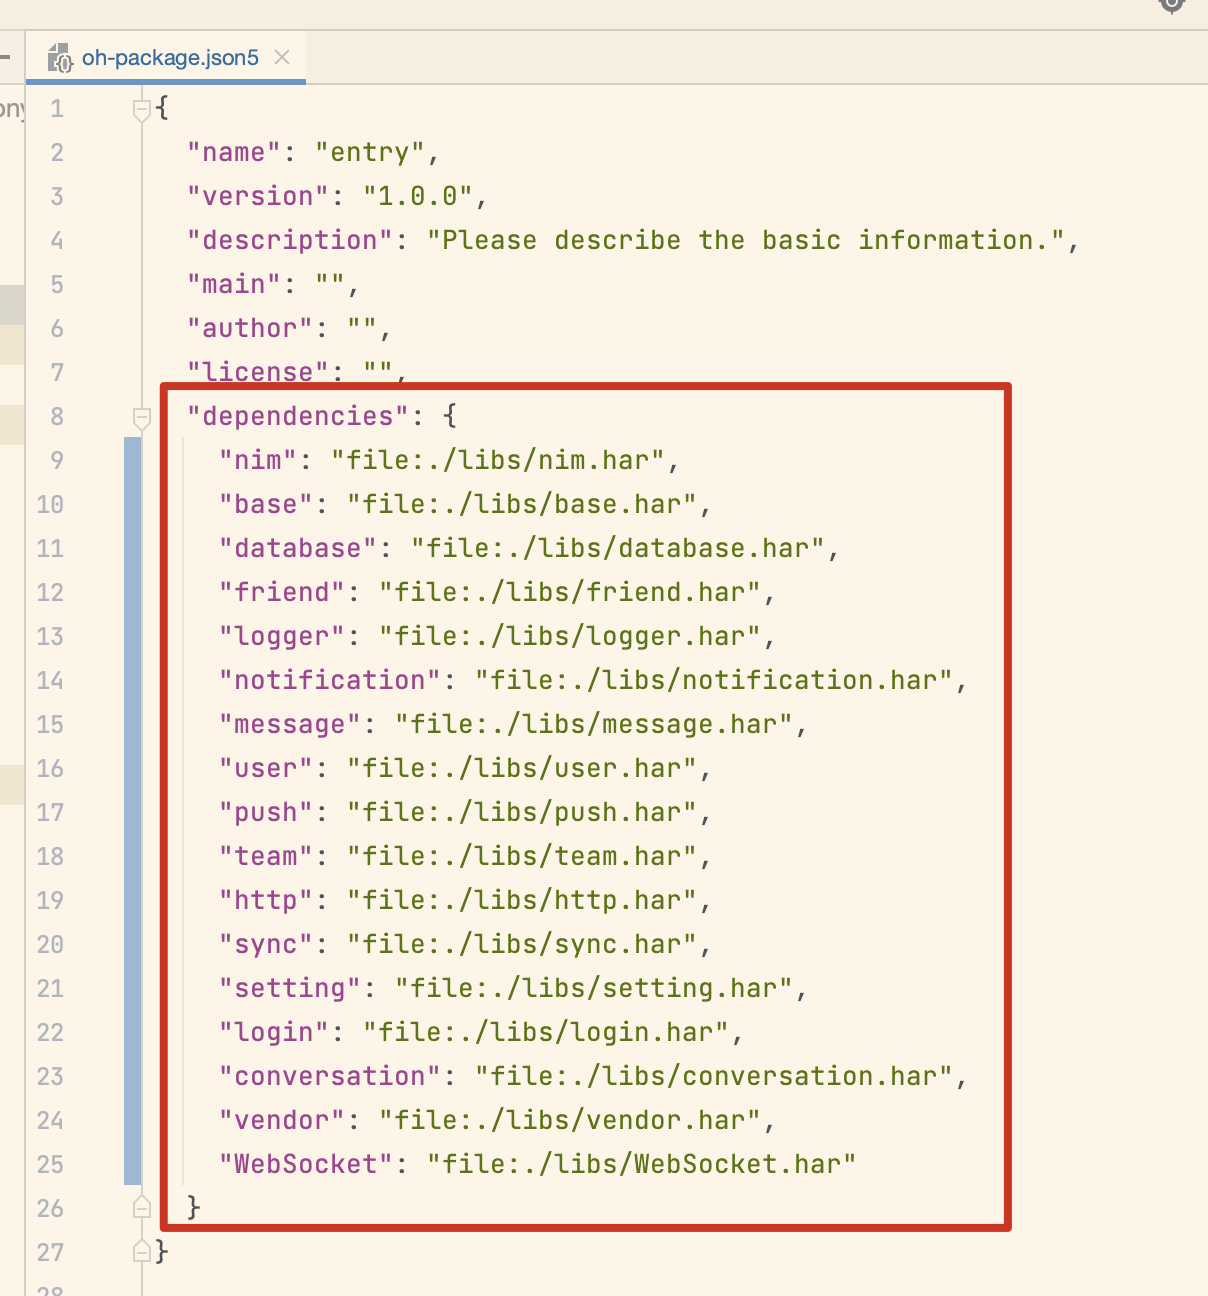 oh-package.json5
1 {
2 "name": "entry",
3 "version": "1.0.0",
4 "description": "Please describe the basic information.",
5 "main": "",
6 "author": "",
7 "license": "",
8 "dependencies": {
9 "nim": "file:./libs/nim.har",
10 "base": "file:./libs/base.har",
11 "database": "file:./libs/database.har",
12 "friend": "file:./libs/friend.har",
13 "logger": "file:./libs/logger.har",
14 "notification": "file:./libs/notification.har",
15 "message": "file:./libs/message.har",
16 "user": "file:./libs/user.har",
17 "push": "file:./libs/push.har",
18 "team": "file:./libs/team.har",
19 "http": "file:./libs/http.har",
20 "sync": "file:./libs/sync.har",
21 "setting": "file:./libs/setting.har",
22 "login": "file:./libs/login.har",
23 "conversation": "file:./libs/conversation.har",
24 "vendor": "file:./libs/vendor.har",
25 "WebSocket": "file:./libs/WebSocket.har"
26 }
27 }
28